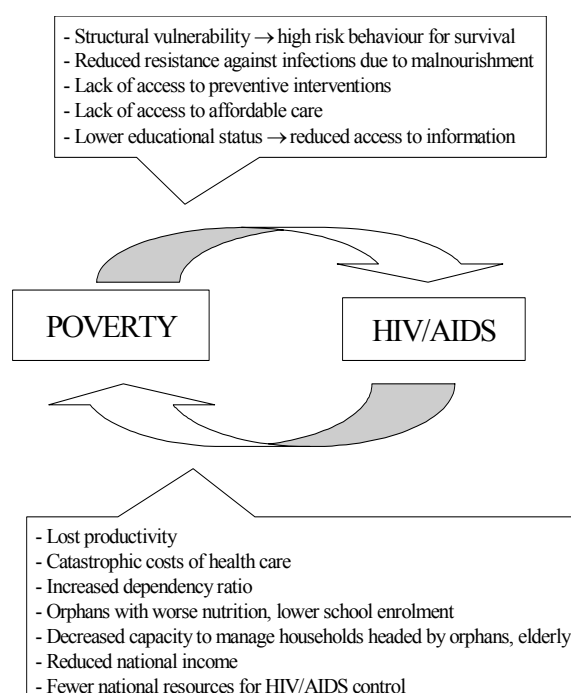 - Structural vulnerability → high risk behaviour for survival
- Reduced resistance against infections due to malnourishment
- Lack of access to preventive interventions
- Lack of access to affordable care
- Lower educational status → reduced access to information
POVERTY
HIV/AIDS
- Lost productivity
- Catastrophic costs of health care
- Increased dependency ratio
- Orphans with worse nutrition, lower school enrolment
- Decreased capacity to manage households headed by orphans, elderly
- Reduced national income
- Fewer national resources for HIV/AIDS control